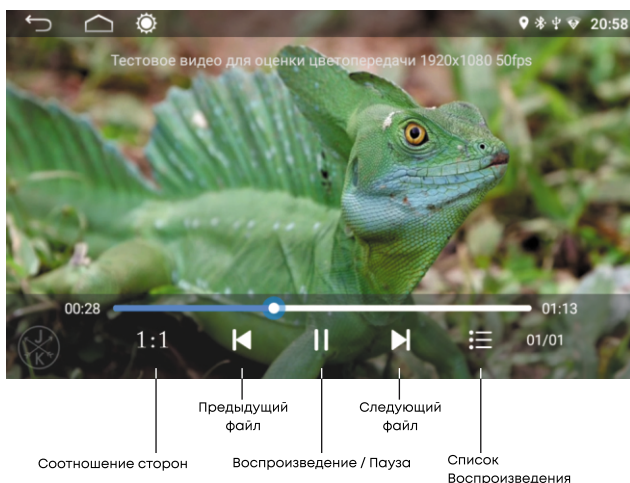 20:58
Тестовое видео для оценки цветопередачи 1920x1080 50fps
00:28
01:13
1:1
01/01
J
K
Предыдущий
файл
Следующий
файл
Соотношение сторон
Воспроизведение / Пауза
Список
Воспроизведения